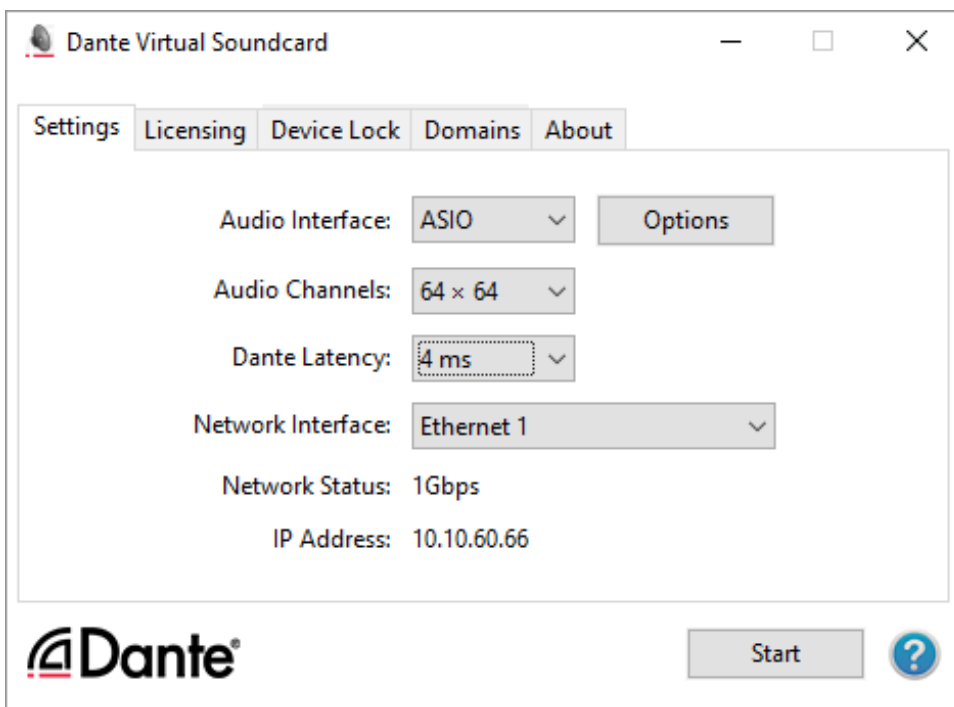 Dante Virtual Soundcard
Settings Licensing Device Lock Domains About
Audio Interface: ASIO Options
Audio Channels: 64 × 64
Dante Latency: 4 ms
Network Interface: Ethernet 1
Network Status: 1Gbps
IP Address: 10.10.60.66
Dante® Start ?